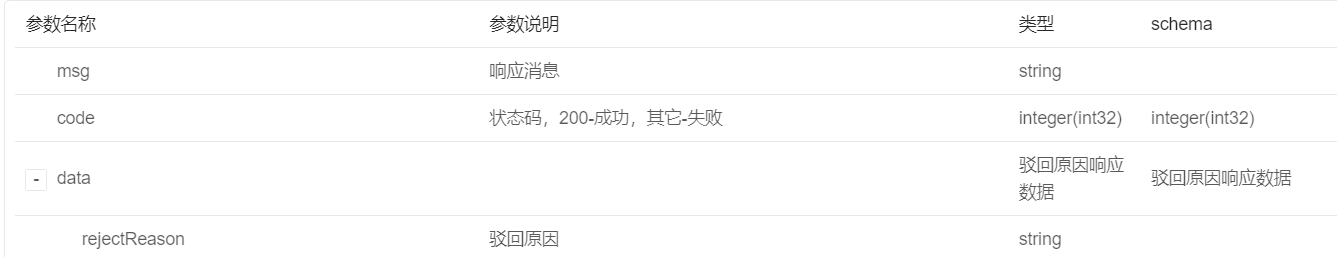 参数名称 参数说明 类型 schema
msg 响应消息 string
code 状态码，200-成功，其它-失败 integer(int32) integer(int32)
- data 驳回原因响应数据 驳回原因响应数据
rejectReason 驳回原因 string